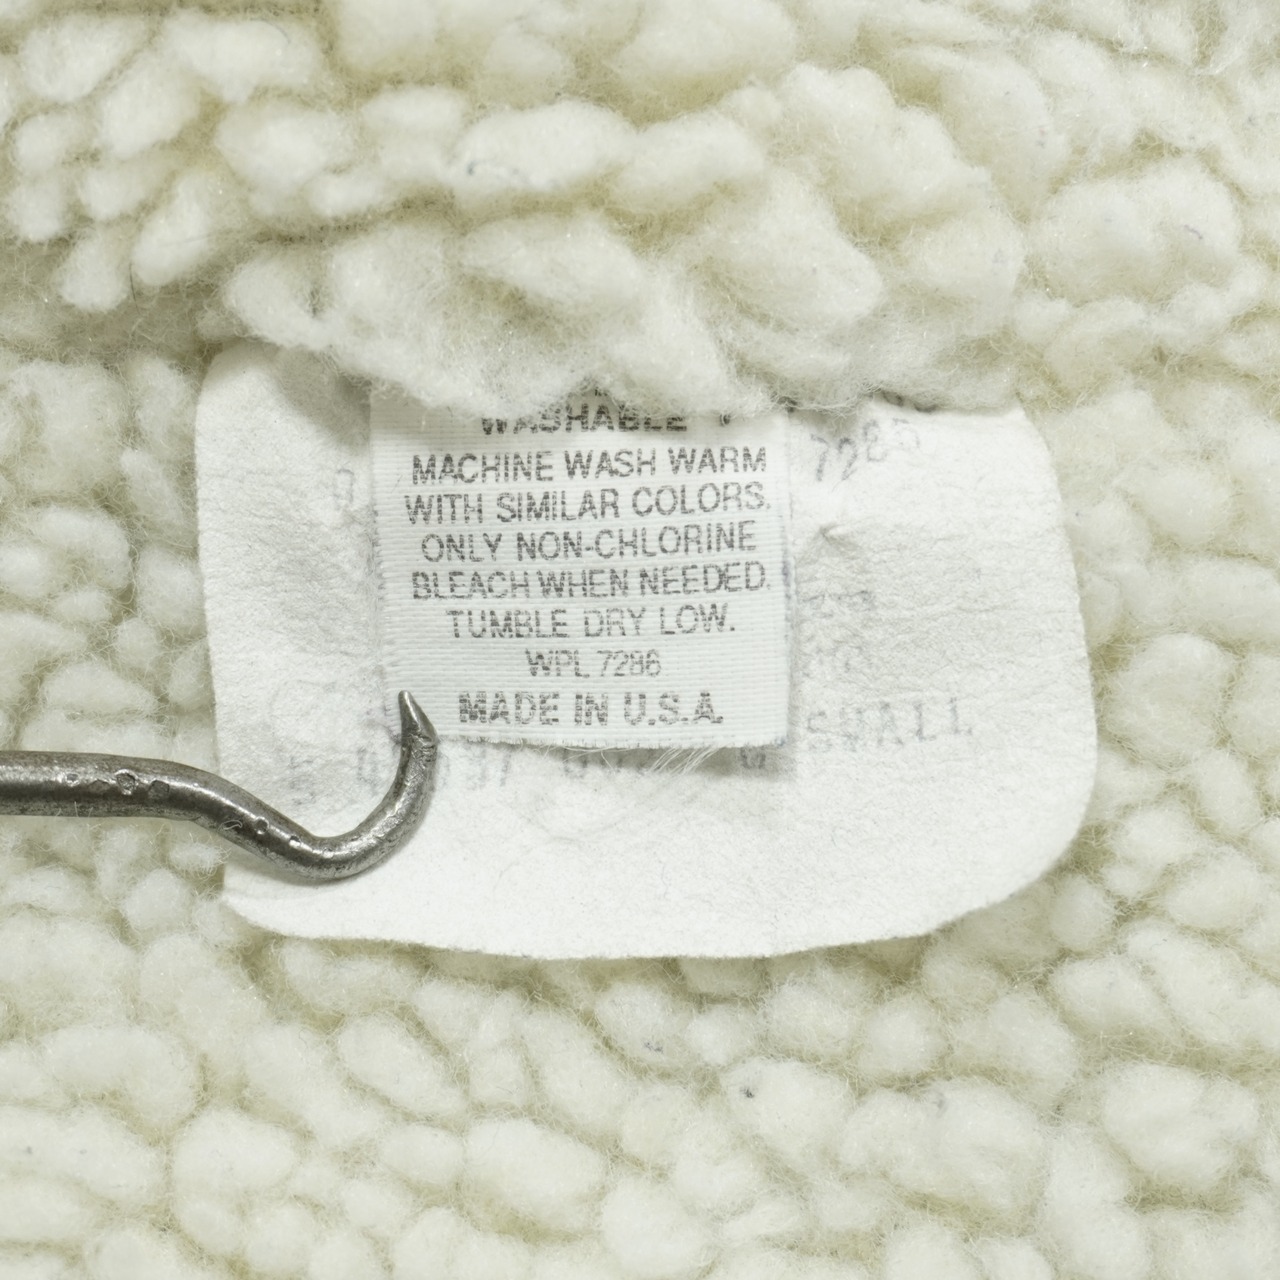 WASHABLE
7285
MACHINE WASH WARM
WITH SIMILAR COLORS.
ONLY NON-CHLORINE
BLEACH WHEN NEEDED.
TUMBLE DRY LOW.
WPL 7286
MADE IN U.S.A.